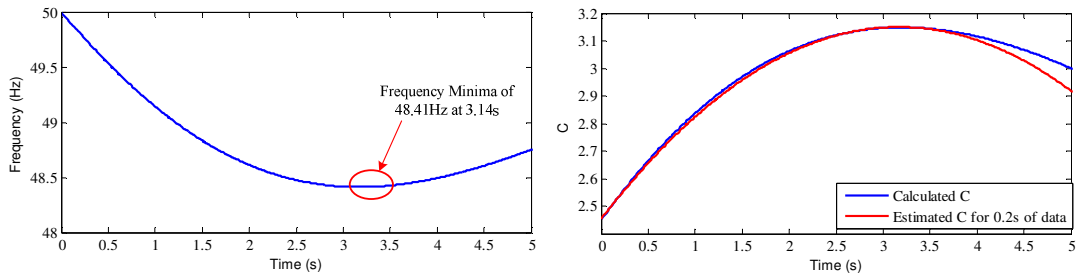 50
49.5
49
48.5
48
Frequency (Hz)
Frequency Minima of
48.41Hz at 3.14s
0 0.5 1 1.5 2 2.5 3 3.5 4 4.5 5
Time (s)
3.2
3.1
3
2.9
2.8
2.7
2.6
2.5
C
Calculated C
Estimated C for 0.2s of data
0 0.5 1 1.5 2 2.5 3 3.5 4 4.5 5
Time (s)